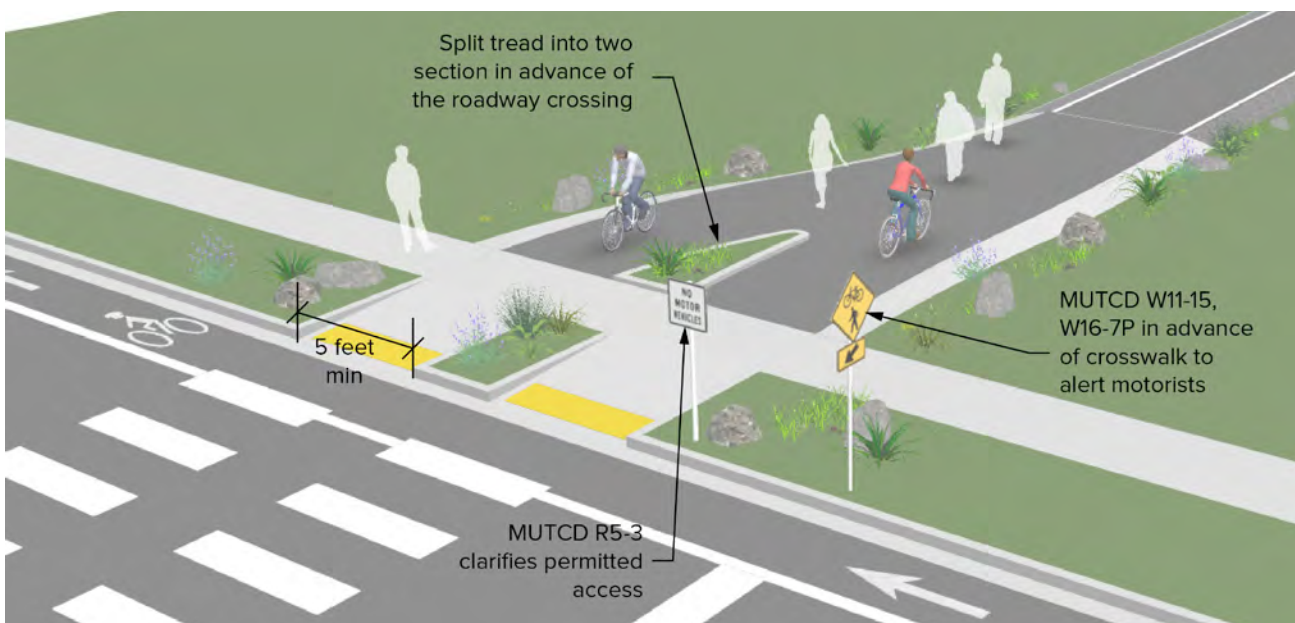 Split tread into two
section in advance of
the roadway crossing
5 feet
min
NO
MOTOR
VEHICLES
MUTCD W11-15,
W16-7P in advance
of crosswalk to
alert motorists
MUTCD R5-3
clarifies permitted
access